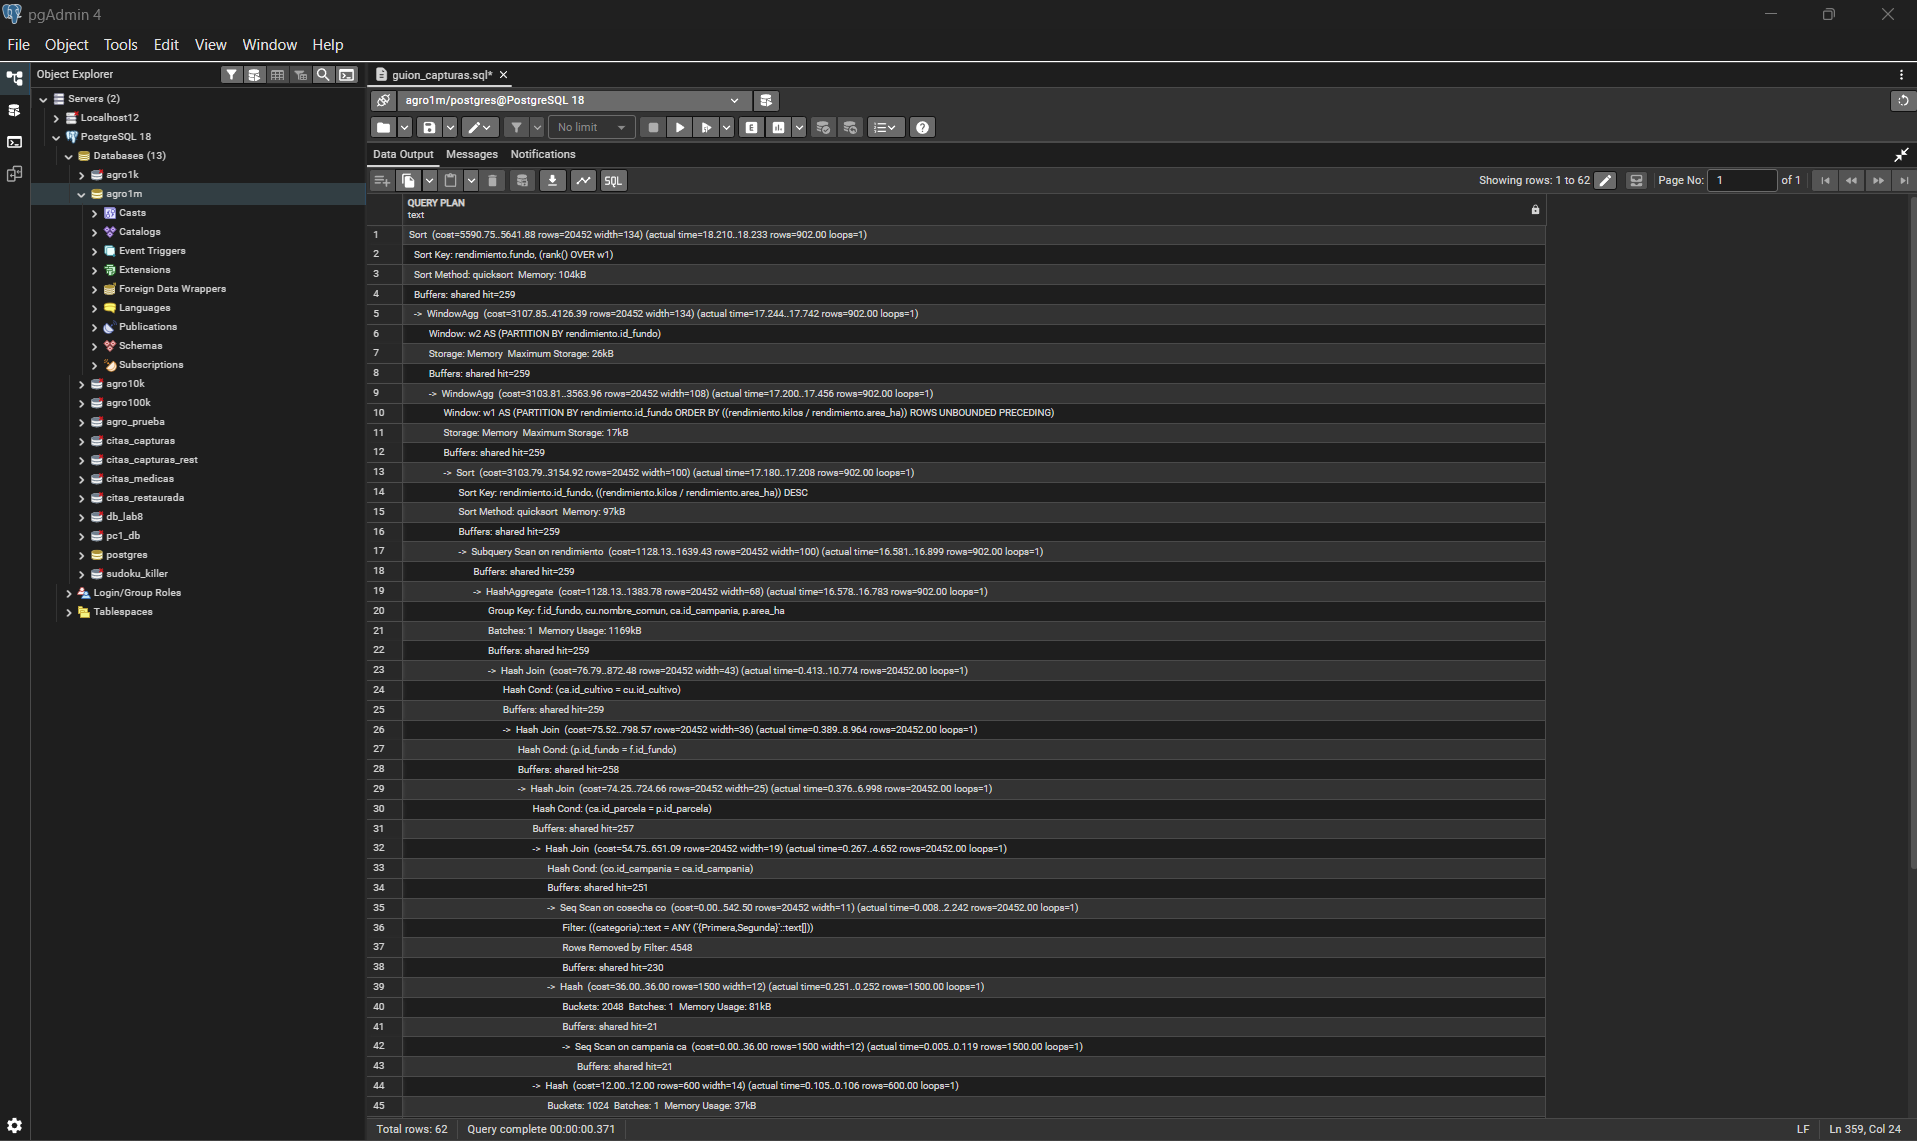 pgAdmin 4
File Object Tools Edit View Window Help
Object Explorer
guion_capturas.sql*
Servers (2)
agro1m/postgres@PostgreSQL 18
Localhost12
PostgreSQL 18
No limit
Databases (13)
Data Output Messages Notifications
agro1k
SQL
Showing rows: 1 to 62
Page No: 1 of 1
agro1m
Casts
Catalogs
Event Triggers
Extensions
Foreign Data Wrappers
Languages
Publications
Schemas
Subscriptions
agro10k
agro100k
agro_prueba
citas_capturas
citas_capturas_rest
citas_medicas
citas_restaurada
db_lab8
pc1_db
postgres
sudoku_killer
Login/Group Roles
Tablespaces
QUERY PLAN
text
1 Sort (cost=5590.75..5641.88 rows=20452 width=134) (actual time=18.210..18.233 rows=902.00 loops=1)
2 Sort Key: rendimiento.fundo, (rank() OVER w1)
3 Sort Method: quicksort Memory: 104kB
4 Buffers: shared hit=259
5 -> WindowAgg (cost=3107.85..4126.39 rows=20452 width=134) (actual time=17.244..17.742 rows=902.00 loops=1)
6 Window: w2 AS (PARTITION BY rendimiento.id_fundo)
7 Storage: Memory Maximum Storage: 26kB
8 Buffers: shared hit=259
9 -> WindowAgg (cost=3103.81..3563.96 rows=20452 width=108) (actual time=17.200..17.456 rows=902.00 loops=1)
10 Window: w1 AS (PARTITION BY rendimiento.id_fundo ORDER BY ((rendimiento.kilos / rendimiento.area_ha)) ROWS UNBOUNDED PRECEDING)
11 Storage: Memory Maximum Storage: 17kB
12 Buffers: shared hit=259
13 -> Sort (cost=3103.79..3154.92 rows=20452 width=100) (actual time=17.180..17.208 rows=902.00 loops=1)
14 Sort Key: rendimiento.id_fundo, ((rendimiento.kilos / rendimiento.area_ha)) DESC
15 Sort Method: quicksort Memory: 97kB
16 Buffers: shared hit=259
17 -> Subquery Scan on rendimiento (cost=1128.13..1639.43 rows=20452 width=100) (actual time=16.581..16.899 rows=902.00 loops=1)
18 Buffers: shared hit=259
19 -> HashAggregate (cost=1128.13..1383.78 rows=20452 width=68) (actual time=16.578..16.783 rows=902.00 loops=1)
20 Group Key: f.id_fundo, cu.nombre_comun, ca.id_campania, p.area_ha
21 Batches: 1 Memory Usage: 1169kB
22 Buffers: shared hit=259
23 -> Hash Join (cost=76.79..872.48 rows=20452 width=43) (actual time=0.413..10.774 rows=20452.00 loops=1)
24 Hash Cond: (ca.id_cultivo = cu.id_cultivo)
25 Buffers: shared hit=259
26 -> Hash Join (cost=75.52..798.57 rows=20452 width=36) (actual time=0.389..8.964 rows=20452.00 loops=1)
27 Hash Cond: (p.id_fundo = f.id_fundo)
28 Buffers: shared hit=258
29 -> Hash Join (cost=74.25..724.66 rows=20452 width=25) (actual time=0.376..6.998 rows=20452.00 loops=1)
30 Hash Cond: (ca.id_parcela = p.id_parcela)
31 Buffers: shared hit=257
32 -> Hash Join (cost=54.75..651.09 rows=20452 width=19) (actual time=0.267..4.652 rows=20452.00 loops=1)
33 Hash Cond: (co.id_campania = ca.id_campania)
34 Buffers: shared hit=251
35 -> Seq Scan on cosecha co (cost=0.00..542.50 rows=20452 width=11) (actual time=0.008..2.242 rows=20452.00 loops=1)
36 Filter: ((categoria)::text = ANY ('{Primera,Segunda}'::text[]))
37 Rows Removed by Filter: 4548
38 Buffers: shared hit=230
39 -> Hash (cost=36.00..36.00 rows=1500 width=12) (actual time=0.251..0.252 rows=1500.00 loops=1)
40 Buckets: 2048 Batches: 1 Memory Usage: 81kB
41 Buffers: shared hit=21
42 -> Seq Scan on campania ca (cost=0.00..36.00 rows=1500 width=12) (actual time=0.005..0.119 rows=1500.00 loops=1)
43 Buffers: shared hit=21
44 -> Hash (cost=12.00..12.00 rows=600 width=14) (actual time=0.105..0.106 rows=600.00 loops=1)
45 Buckets: 1024 Batches: 1 Memory Usage: 37kB
Total rows: 62 Query complete 00:00:00.371 LF Ln 359, Col 24